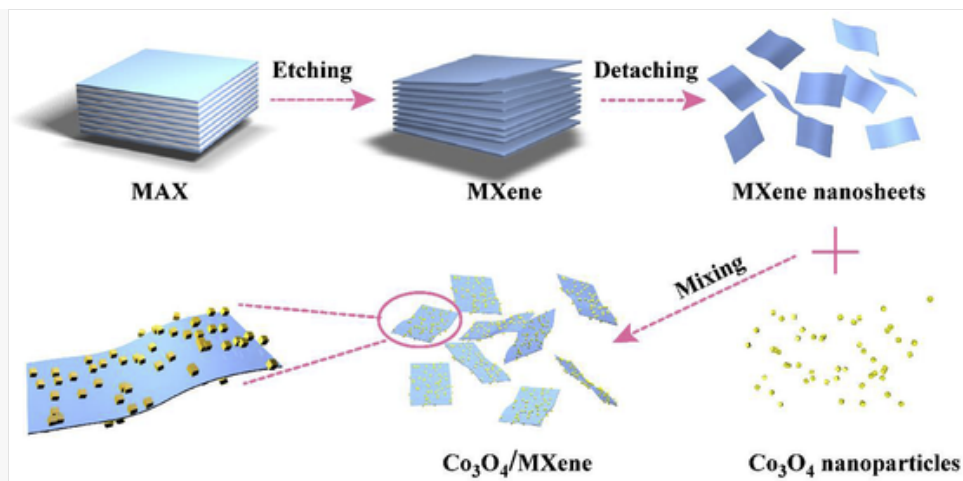 Etching
Detaching
MAX
MXene
MXene nanosheets
Mixing
Co₃O₄/MXene
Co₃O₄ nanoparticles